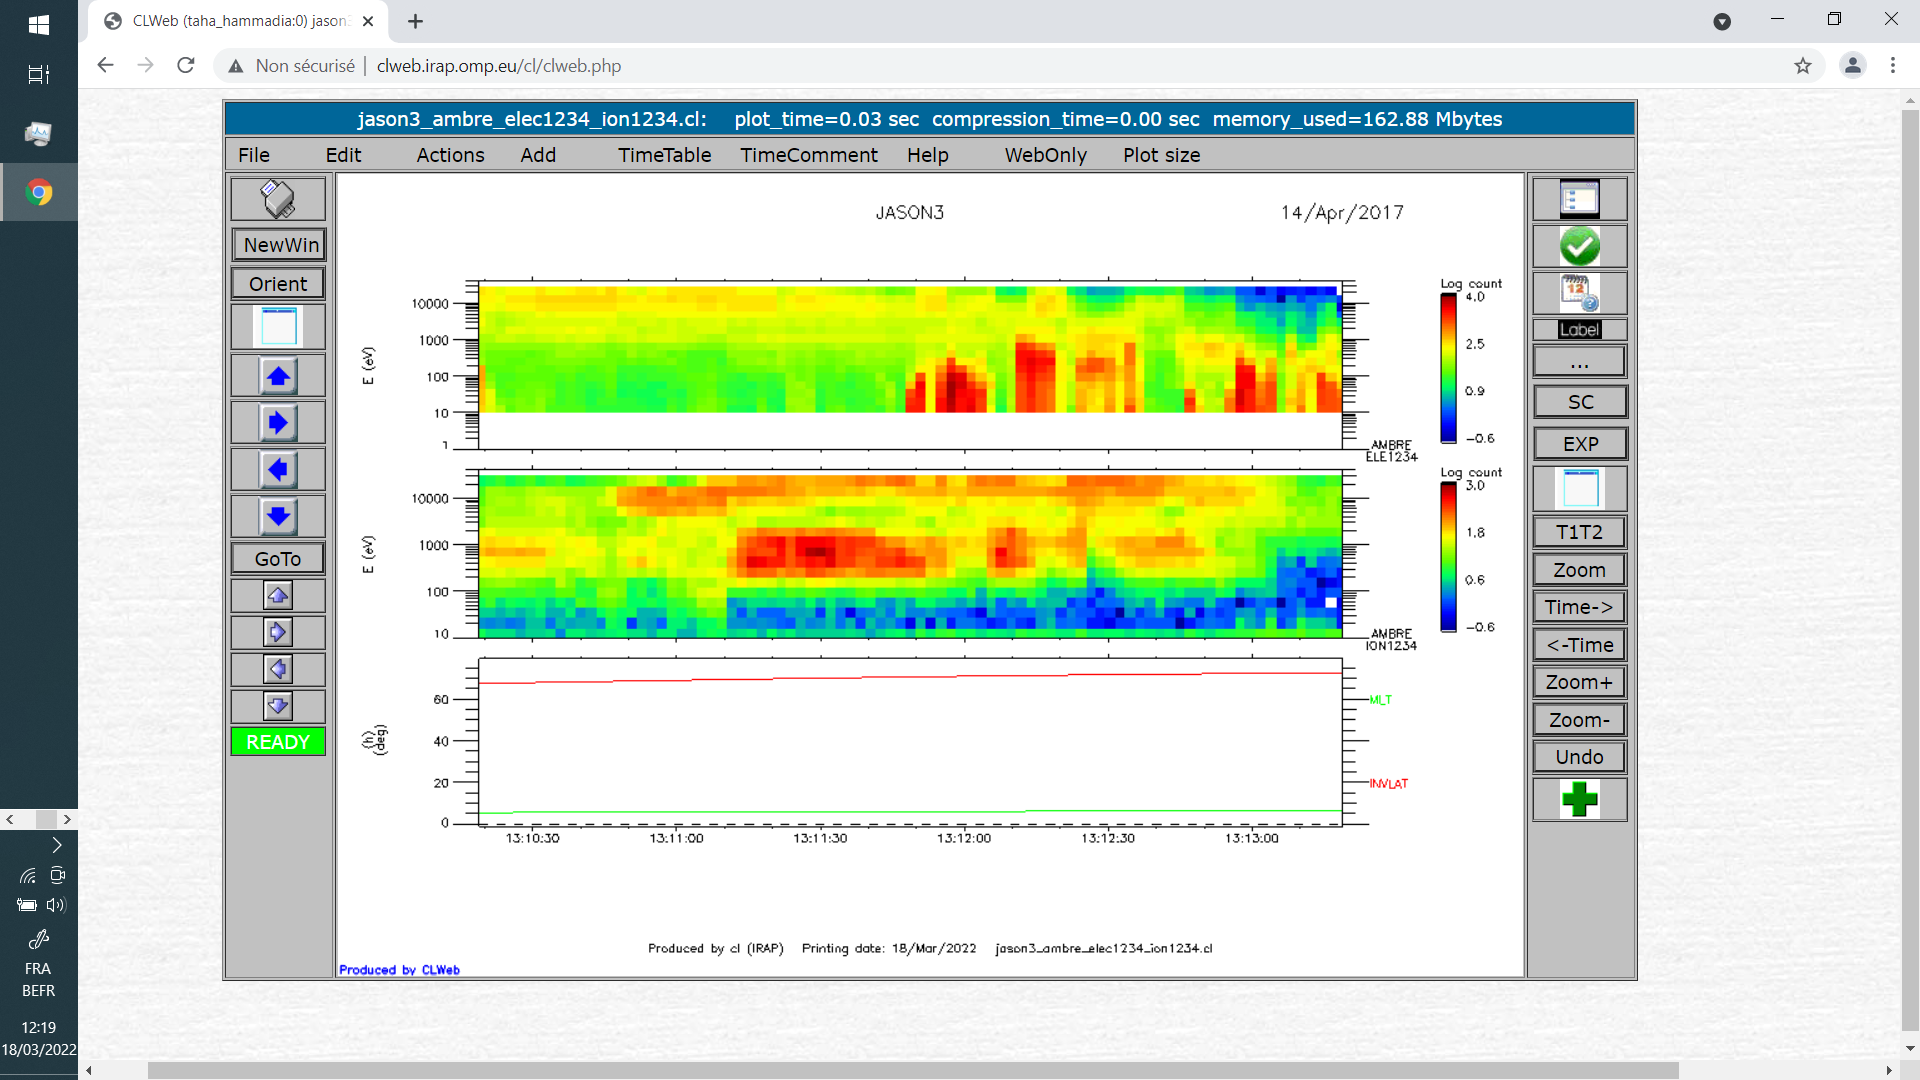 CLWeb (taha_hammadia:0) jason3
Non sécurisé | clweb.irap.omp.eu/cl/clweb.php
jason3_ambre_elec1234_ion1234.cl: plot_time=0.03 sec compression_time=0.00 sec memory_used=162.88 Mbytes
File Edit Actions Add TimeTable TimeComment Help WebOnly Plot size
NewWin
Orient
GoTo
READY
JASON3 14/Apr/2017
E (eV)
10000
1000
100
10
1
AMBRE
ELE1234
Log count
4.0
2.5
0.9
-0.6
E (eV)
10000
1000
100
10
AMBRE
ION1234
Log count
3.0
1.8
0.6
-0.6
(h)
(deg)
60
40
20
0
MLT
INVLAT
13:10:30 13:11:00 13:11:30 13:12:00 13:12:30 13:13:00
Produced by cl (IRAP) Printing date: 18/Mar/2022 jason3_ambre_elec1234_ion1234.cl
Produced by CLWeb
12
Label
...
SC
EXP
T1T2
Zoom
Time->
<-Time
Zoom+
Zoom-
Undo
FRA
BEFR
12:19
18/03/2022